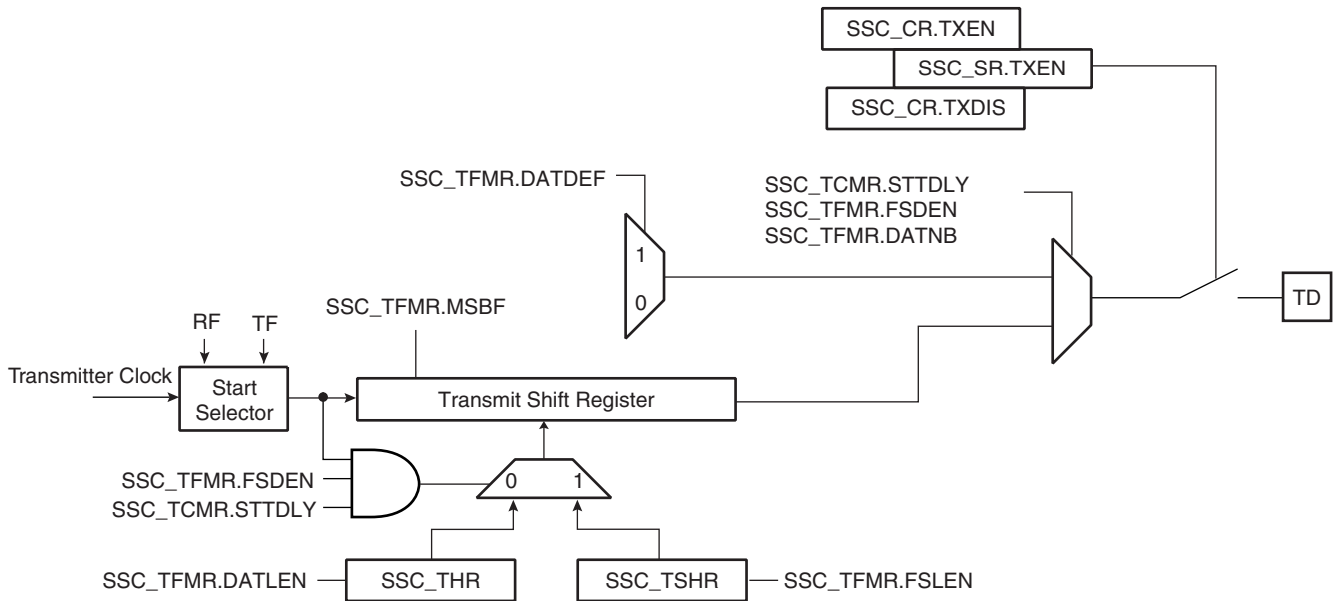 SSC_CR.TXEN
SSC_SR.TXEN
SSC_CR.TXDIS
SSC_TFMR.DATDEF
SSC_TCMR.STTDLY
SSC_TFMR.FSDEN
SSC_TFMR.DATNB
1
0
TD
SSC_TFMR.MSBF
RF
TF
Transmitter Clock
Start
Selector
Transmit Shift Register
SSC_TFMR.FSDEN
SSC_TCMR.STTDLY
0
1
SSC_TFMR.DATLEN
SSC_THR
SSC_TSHR
SSC_TFMR.FSLEN